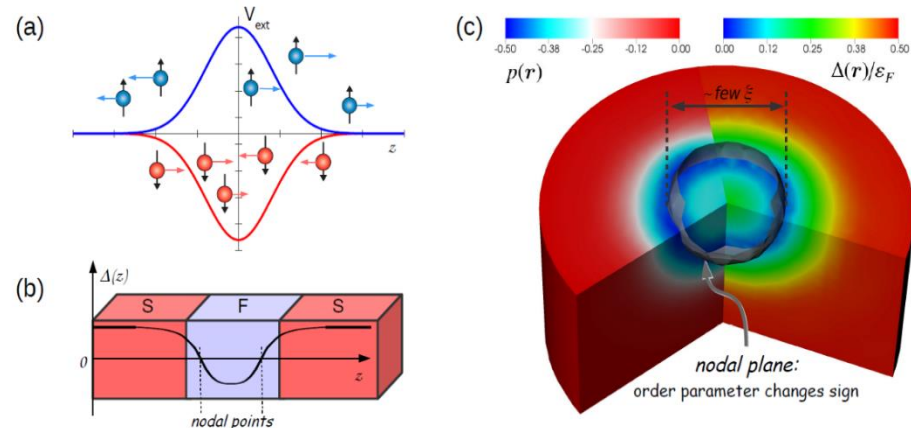 (a)
V_ext
z
(b)
Δ(z)
S
F
S
0
z
nodal points
(c)
-0.50
-0.38
-0.25
-0.13
0.00
0.00
0.12
0.25
0.38
0.50
p(r)
Δ(r)/ε_F
~few ξ
nodal plane:
order parameter changes sign